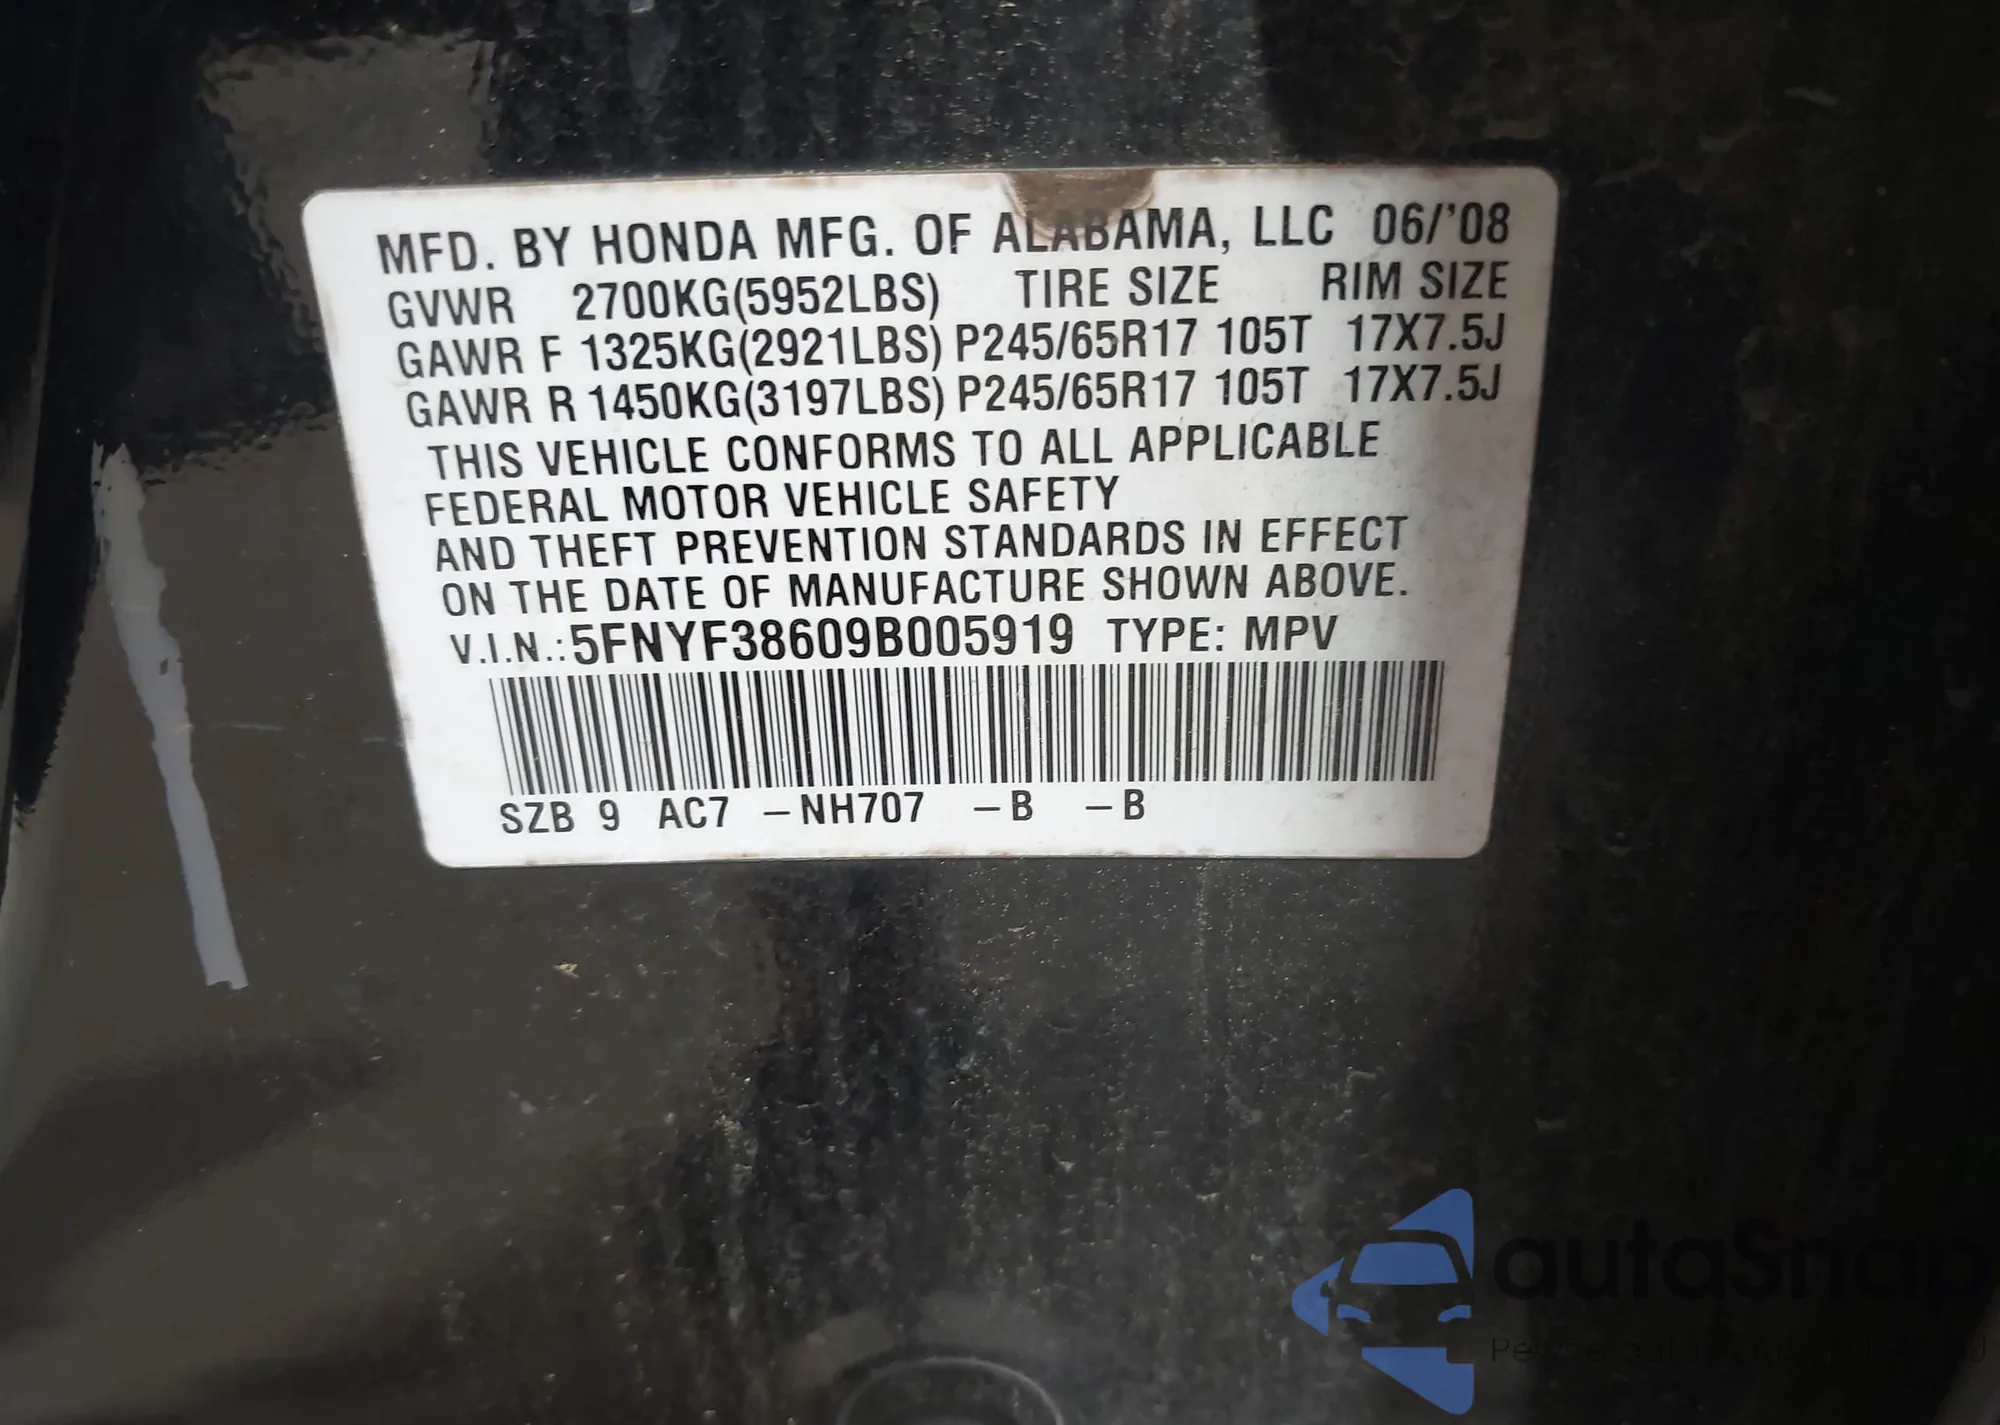 MFD. BY HONDA MFG. OF ALABAMA, LLC 06/'08
GVWR 2700KG(5952LBS) TIRE SIZE RIM SIZE
GAWR F 1325KG(2921LBS) P245/65R17 105T 17X7.5J
GAWR R 1450KG(3197LBS) P245/65R17 105T 17X7.5J
THIS VEHICLE CONFORMS TO ALL APPLICABLE
FEDERAL MOTOR VEHICLE SAFETY
AND THEFT PREVENTION STANDARDS IN EFFECT
ON THE DATE OF MANUFACTURE SHOWN ABOVE.
V.I.N.:5FNYF38609B005919 TYPE: MPV
SZB 9 AC7 –NH707 –B –B
autaSnap